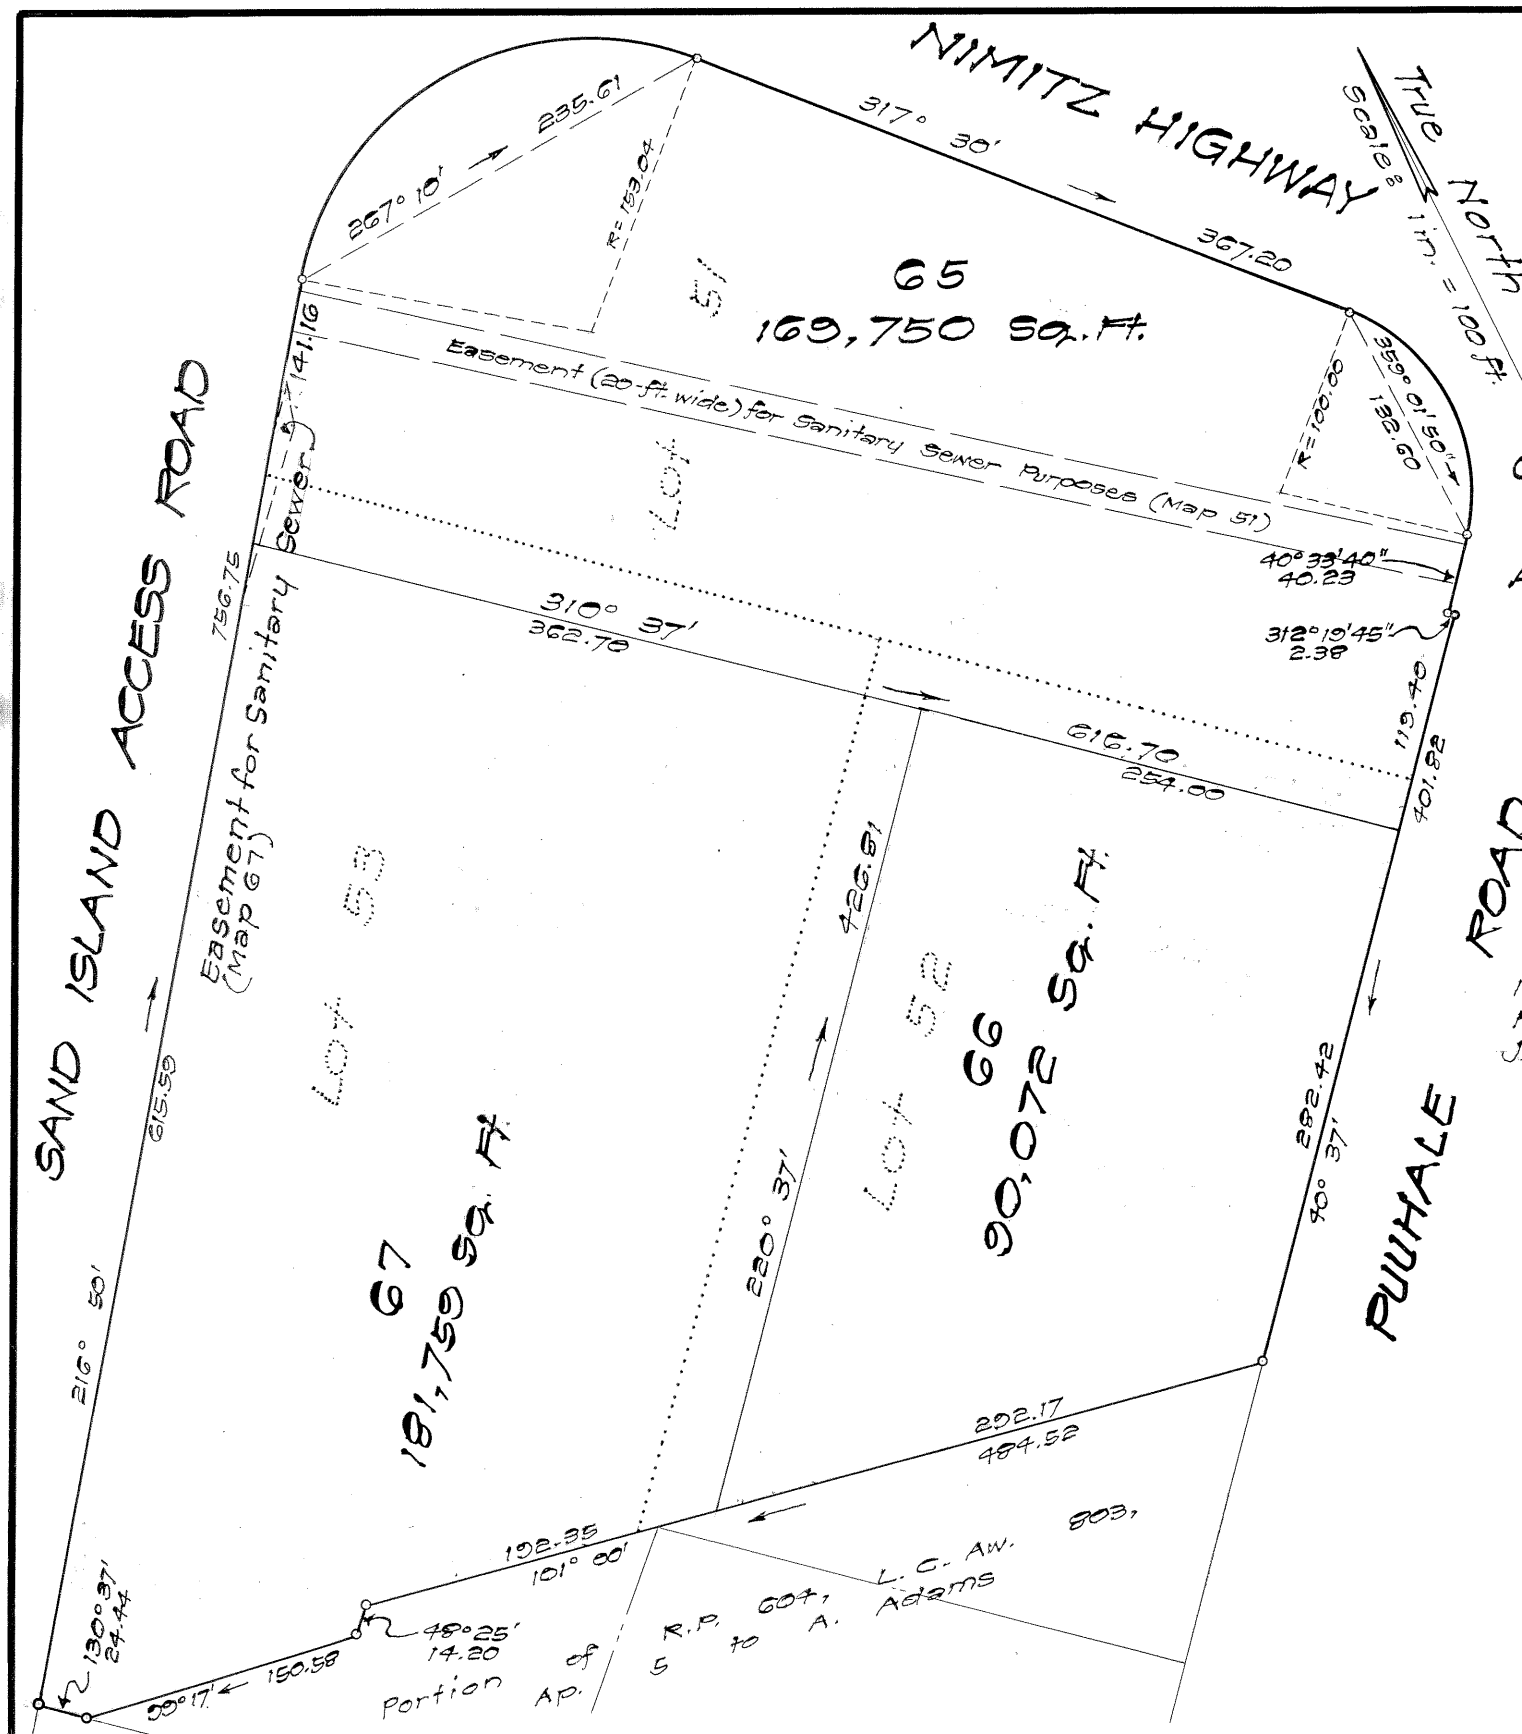 NIMITZ HIGHWAY
True North
Scale: 1 in. = 100 ft.
317° 30'
367.20
235.61
267° 10'
R=153.04
51
65
169,750 Sq. Ft.
359° 01' 50"
132.60
R=100.00
Easement (20-ft. wide) for Sanitary Sewer Purposes (Map 51)
141.16
Lot
40° 33' 40"
40.23
312° 19' 45"
2.38
SAND ISLAND ACCESS ROAD
756.75
Easement for Sanitary Sewer
(Map 67)
310° 37'
362.70
616.70
254.00
119.40
401.82
426.81
Lot 53
Lot 52
66
90,072 Sq. Ft.
PUUHALE ROAD
282.42
40° 37'
615.59
216° 50'
220° 37'
67
181,759 Sq. Ft.
292.17
484.52
192.35
101° 00'
130° 37'
24.44
99° 17'
150.58
48° 25'
14.20
Portion of R.P. 604, L. C. Aw. 803,
Ap. 5 to A. Adams